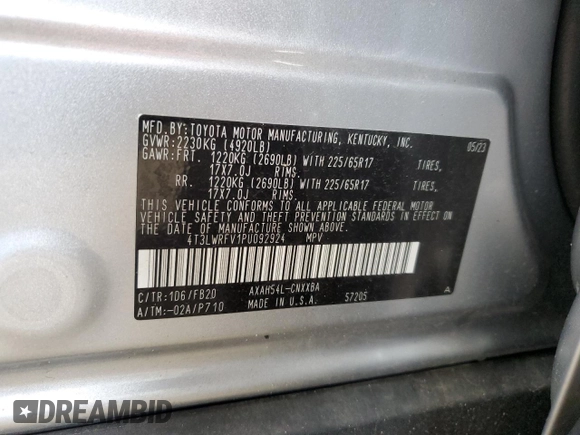 MFD.BY:TOYOTA MOTOR MANUFACTURING, KENTUCKY, INC.
GVWR:2230KG (4920LB) 05/23
GAWR:FRT. 1220KG (2690LB) WITH 225/65R17 TIRES,
17X7.0J RIMS.
RR. 1220KG (2690LB) WITH 225/65R17 TIRES,
17X7.0J RIMS.
THIS VEHICLE CONFORMS TO ALL APPLICABLE FEDERAL MOTOR
VEHICLE SAFETY AND THEFT PREVENTION STANDARDS IN EFFECT ON
THE DATE OF MANUFACTURE SHOWN ABOVE.
4T3LWRFV1PU092924 MPV
C/TR:1D6/FB20 AXAH54L-CNXXBA
A/TM:-02A/P710 MADE IN U.S.A. 57205 A
DREAMBID